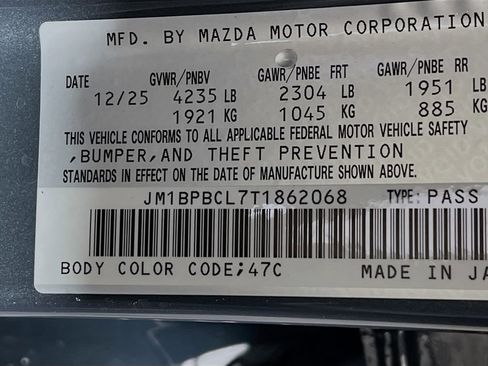 MFD. BY MAZDA MOTOR CORPORATION
DATE GVWR/PNBV GAWR/PNBE FRT GAWR/PNBE RR
12/25 4235 LB 2304 LB 1951 LB
1921 KG 1045 KG 885 KG
THIS VEHICLE CONFORMS TO ALL APPLICABLE FEDERAL MOTOR VEHICLE SAFETY
,BUMPER,AND THEFT PREVENTION
STANDARDS IN EFFECT ON THE DATE OF MANUFACTURE SHOWN ABOVE.
JM1BPBCL7T1862068 TYPE: PASS
BODY COLOR CODE;47C MADE IN JA